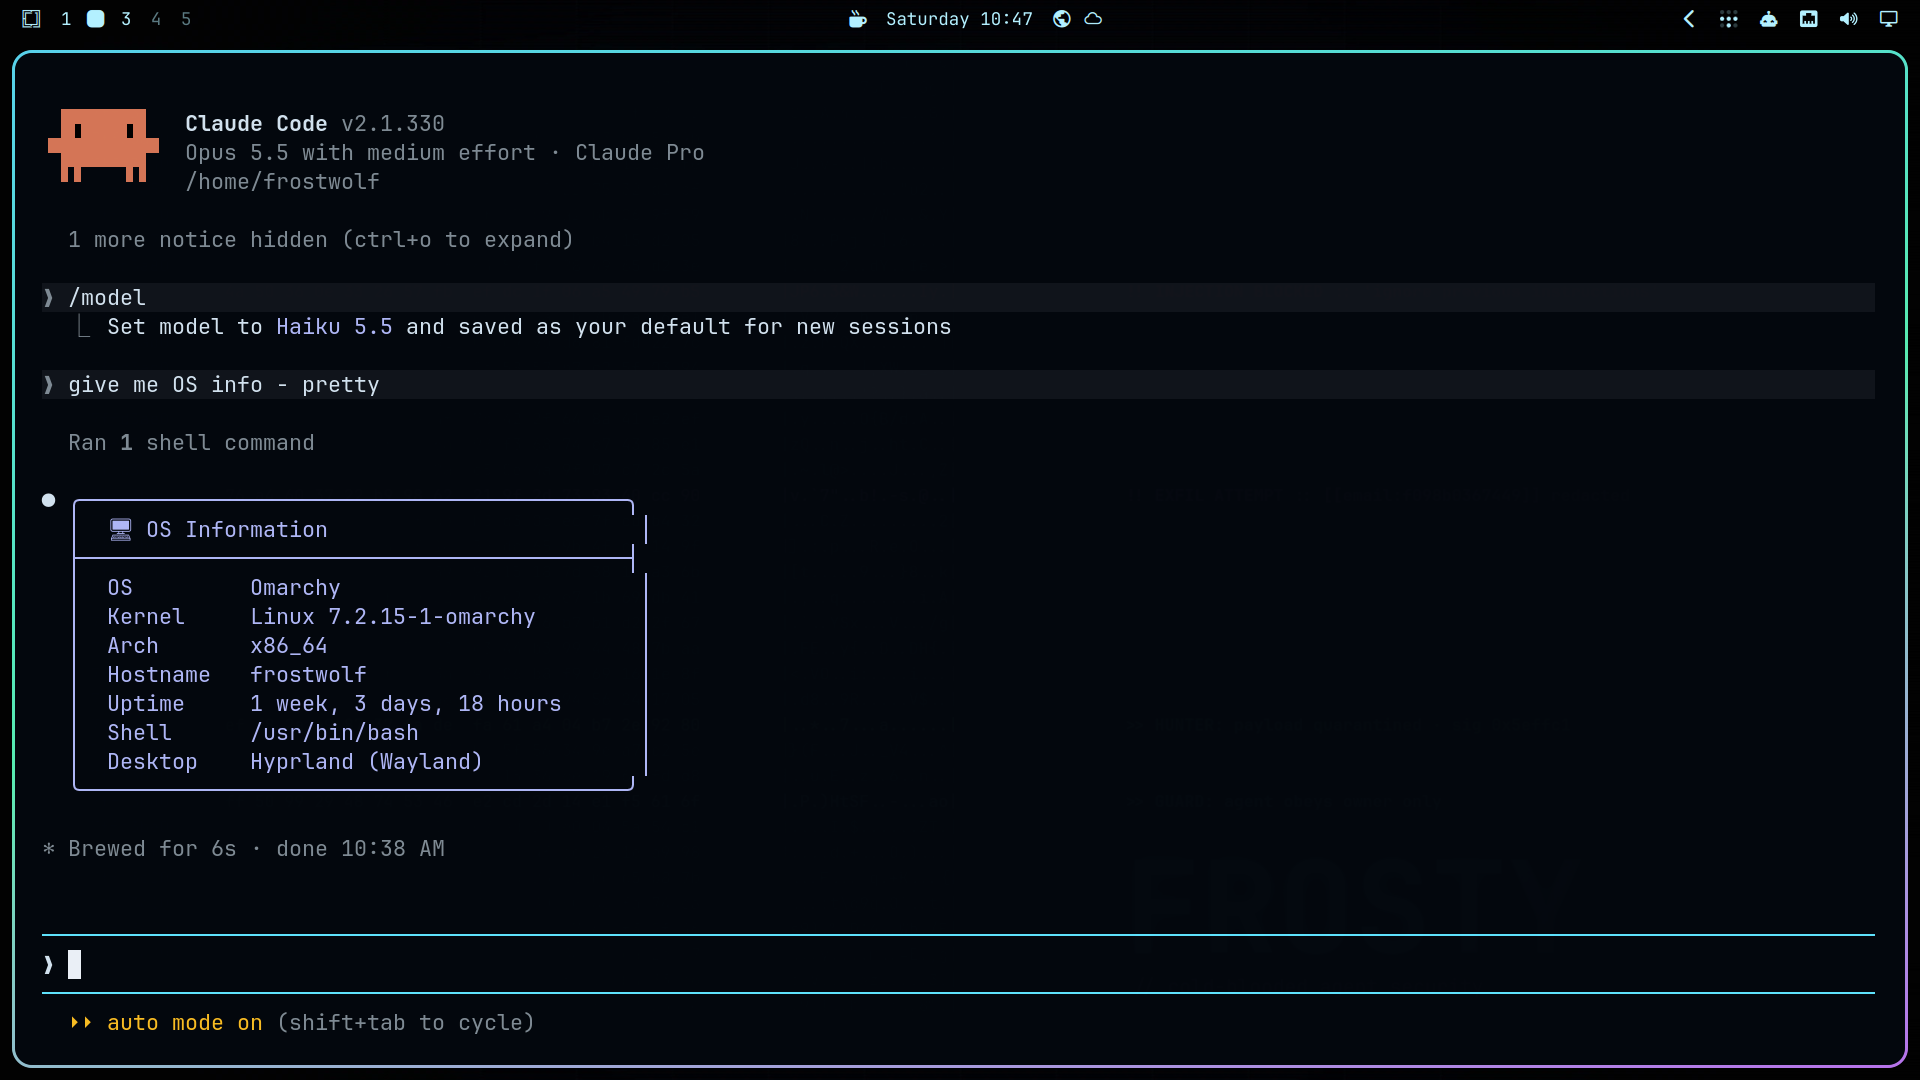 1 3 4 5 Saturday 10:47
Claude Code v2.1.330
Opus 5.5 with medium effort · Claude Pro
/home/frostwolf
1 more notice hidden (ctrl+o to expand)
❯ /model
⎿ Set model to Haiku 5.5 and saved as your default for new sessions
❯ give me OS info - pretty
Ran 1 shell command
● 🖥 OS Information
OS Omarchy
Kernel Linux 7.2.15-1-omarchy
Arch x86_64
Hostname frostwolf
Uptime 1 week, 3 days, 18 hours
Shell /usr/bin/bash
Desktop Hyprland (Wayland)
* Brewed for 6s · done 10:38 AM
FROSTY
❯
⏵⏵ auto mode on (shift+tab to cycle)